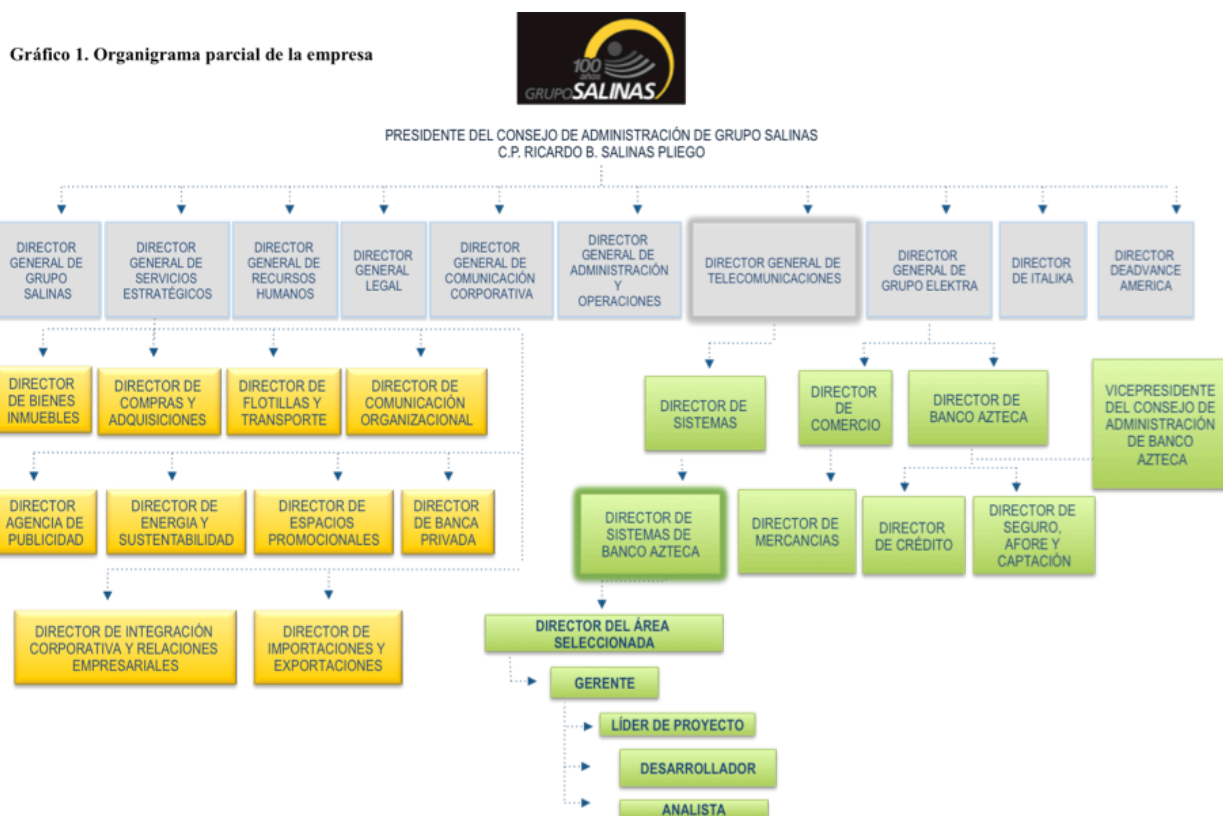 Gráfico 1. Organigrama parcial de la empresa
100
años
GRUPO SALINAS
PRESIDENTE DEL CONSEJO DE ADMINISTRACIÓN DE GRUPO SALINAS
C.P. RICARDO B. SALINAS PLIEGO
DIRECTOR
GENERAL DE
GRUPO
SALINAS
DIRECTOR
GENERAL DE
SERVICIOS
ESTRATÉGICOS
DIRECTOR
GENERAL DE
RECURSOS
HUMANOS
DIRECTOR
GENERAL
LEGAL
DIRECTOR
GENERAL DE
COMUNICACIÓN
CORPORATIVA
DIRECTOR
GENERAL DE
ADMINISTRACIÓN
Y
OPERACIONES
DIRECTOR GENERAL DE
TELECOMUNICACIONES
DIRECTOR
GENERAL DE
GRUPO ELEKTRA
DIRECTOR
DE ITALIKA
DIRECTOR
DEADVANCE
AMERICA
DIRECTOR
DE BIENES
INMUEBLES
DIRECTOR DE
COMPRAS Y
ADQUISICIONES
DIRECTOR DE
FLOTILLAS Y
TRANSPORTE
DIRECTOR DE
COMUNICACIÓN
ORGANIZACIONAL
DIRECTOR DE
SISTEMAS
DIRECTOR
DE
COMERCIO
DIRECTOR DE
BANCO AZTECA
VICEPRESIDENTE
DEL CONSEJO DE
ADMINISTRACIÓN
DE BANCO
AZTECA
DIRECTOR
AGENCIA DE
PUBLICIDAD
DIRECTOR DE
ENERGIA Y
SUSTENTABILIDAD
DIRECTOR DE
ESPACIOS
PROMOCIONALES
DIRECTOR
DE BANCA
PRIVADA
DIRECTOR DE
SISTEMAS DE
BANCO AZTECA
DIRECTOR DE
MERCANCIAS
DIRECTOR
DE CRÉDITO
DIRECTOR DE
SEGURO,
AFORE Y
CAPTACIÓN
DIRECTOR DE INTEGRACIÓN
CORPORATIVA Y RELACIONES
EMPRESARIALES
DIRECTOR DE
IMPORTACIONES Y
EXPORTACIONES
DIRECTOR DEL ÁREA
SELECCIONADA
GERENTE
LÍDER DE PROYECTO
DESARROLLADOR
ANALISTA